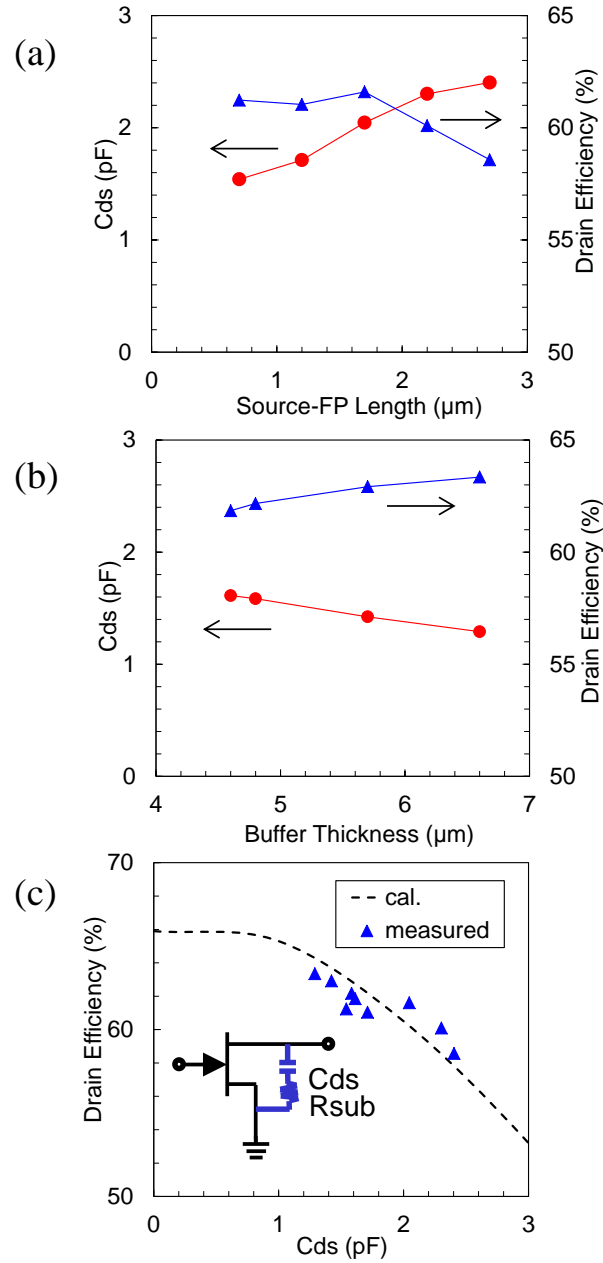 (a)
3
2
1
0
Cds (pF)
65
60
55
50
Drain Efficiency (%)
0 1 2 3
Source-FP Length (µm)
(b)
3
2
1
0
Cds (pF)
65
60
55
50
Drain Efficiency (%)
4 5 6 7
Buffer Thickness (µm)
(c)
70
60
50
Drain Efficiency (%)
cal.
measured
Cds
Rsub
0 1 2 3
Cds (pF)